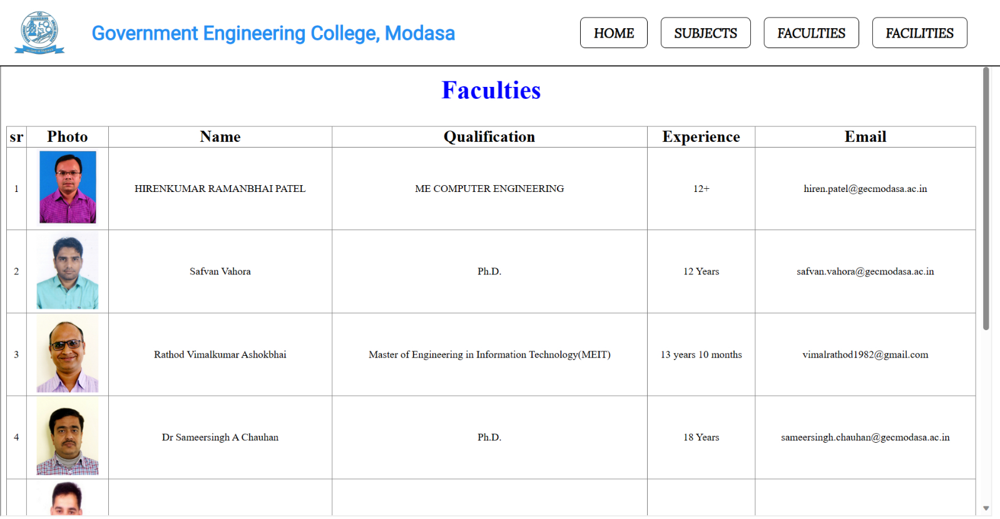 Government Engineering College, Modasa
HOME SUBJECTS FACULTIES FACILITIES
Faculties
sr Photo Name Qualification Experience Email
1 HIRENKUMAR RAMANBHAI PATEL ME COMPUTER ENGINEERING 12+ hiren.patel@gecmodasa.ac.in
2 Safvan Vahora Ph.D. 12 Years safvan.vahora@gecmodasa.ac.in
3 Rathod Vimalkumar Ashokbhai Master of Engineering in Information Technology(MEIT) 13 years 10 months vimalrathod1982@gmail.com
4 Dr Sameersingh A Chauhan Ph.D. 18 Years sameersingh.chauhan@gecmodasa.ac.in